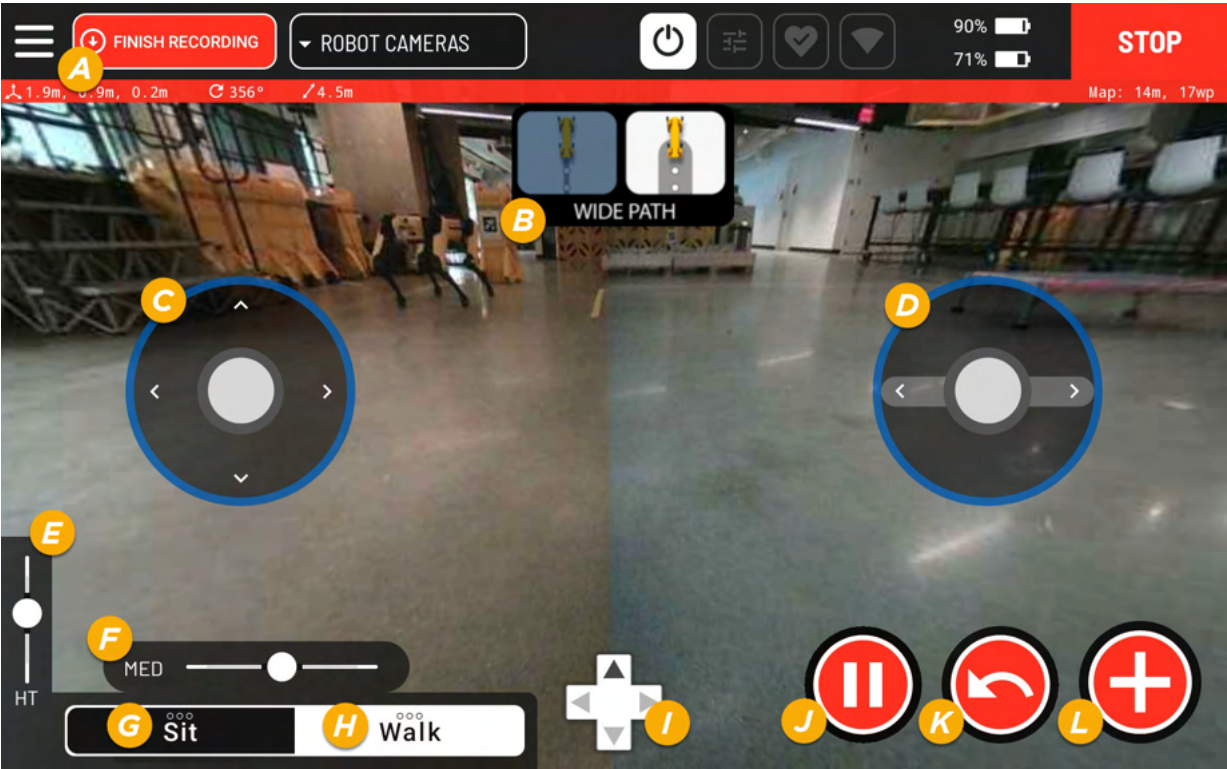 FINISH RECORDING
ROBOT CAMERAS
90%
71%
STOP
A
1.9m, 0.9m, 0.2m 356° 4.5m
Map: 14m, 17wp
B
WIDE PATH
C
D
E
F
MED
HT
G
Sit
H
Walk
I
J
K
L